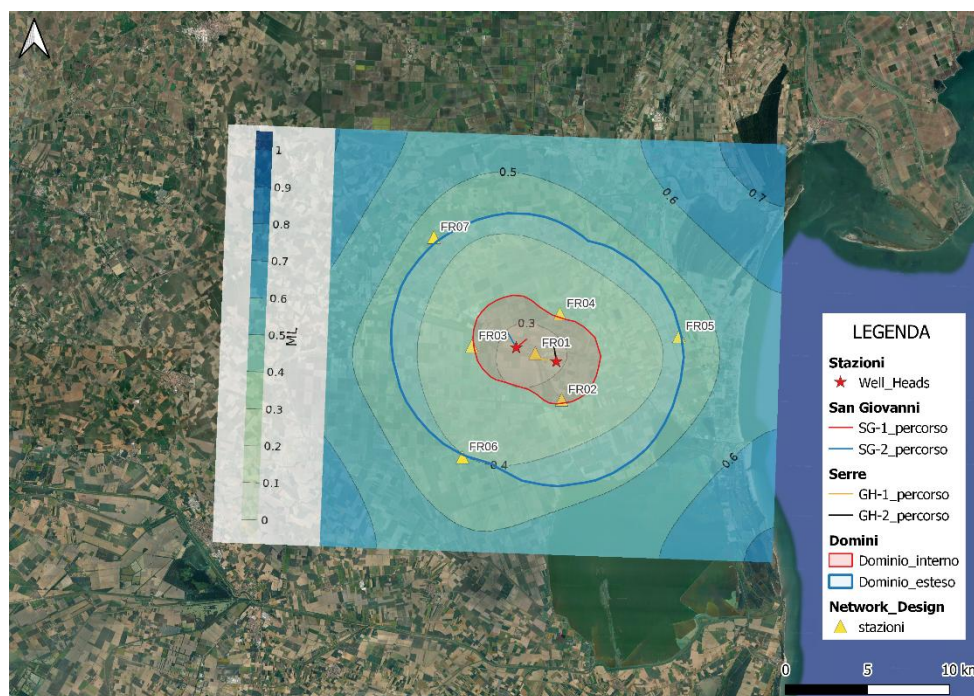 1
0.9
0.8
0.7
0.6
0.5
0.4
0.3
0.2
0.1
0
ML
0.5
0.6
0.7
FR07
FR04
0.3
FR03
FR01
FR05
FR02
FR06
0.4
0.6
LEGENDA
Stazioni
Well_Heads
San Giovanni
SG-1_percorso
SG-2_percorso
Serre
GH-1_percorso
GH-2_percorso
Domini
Dominio_interno
Dominio_esteso
Network_Design
stazioni
0 5 10 km